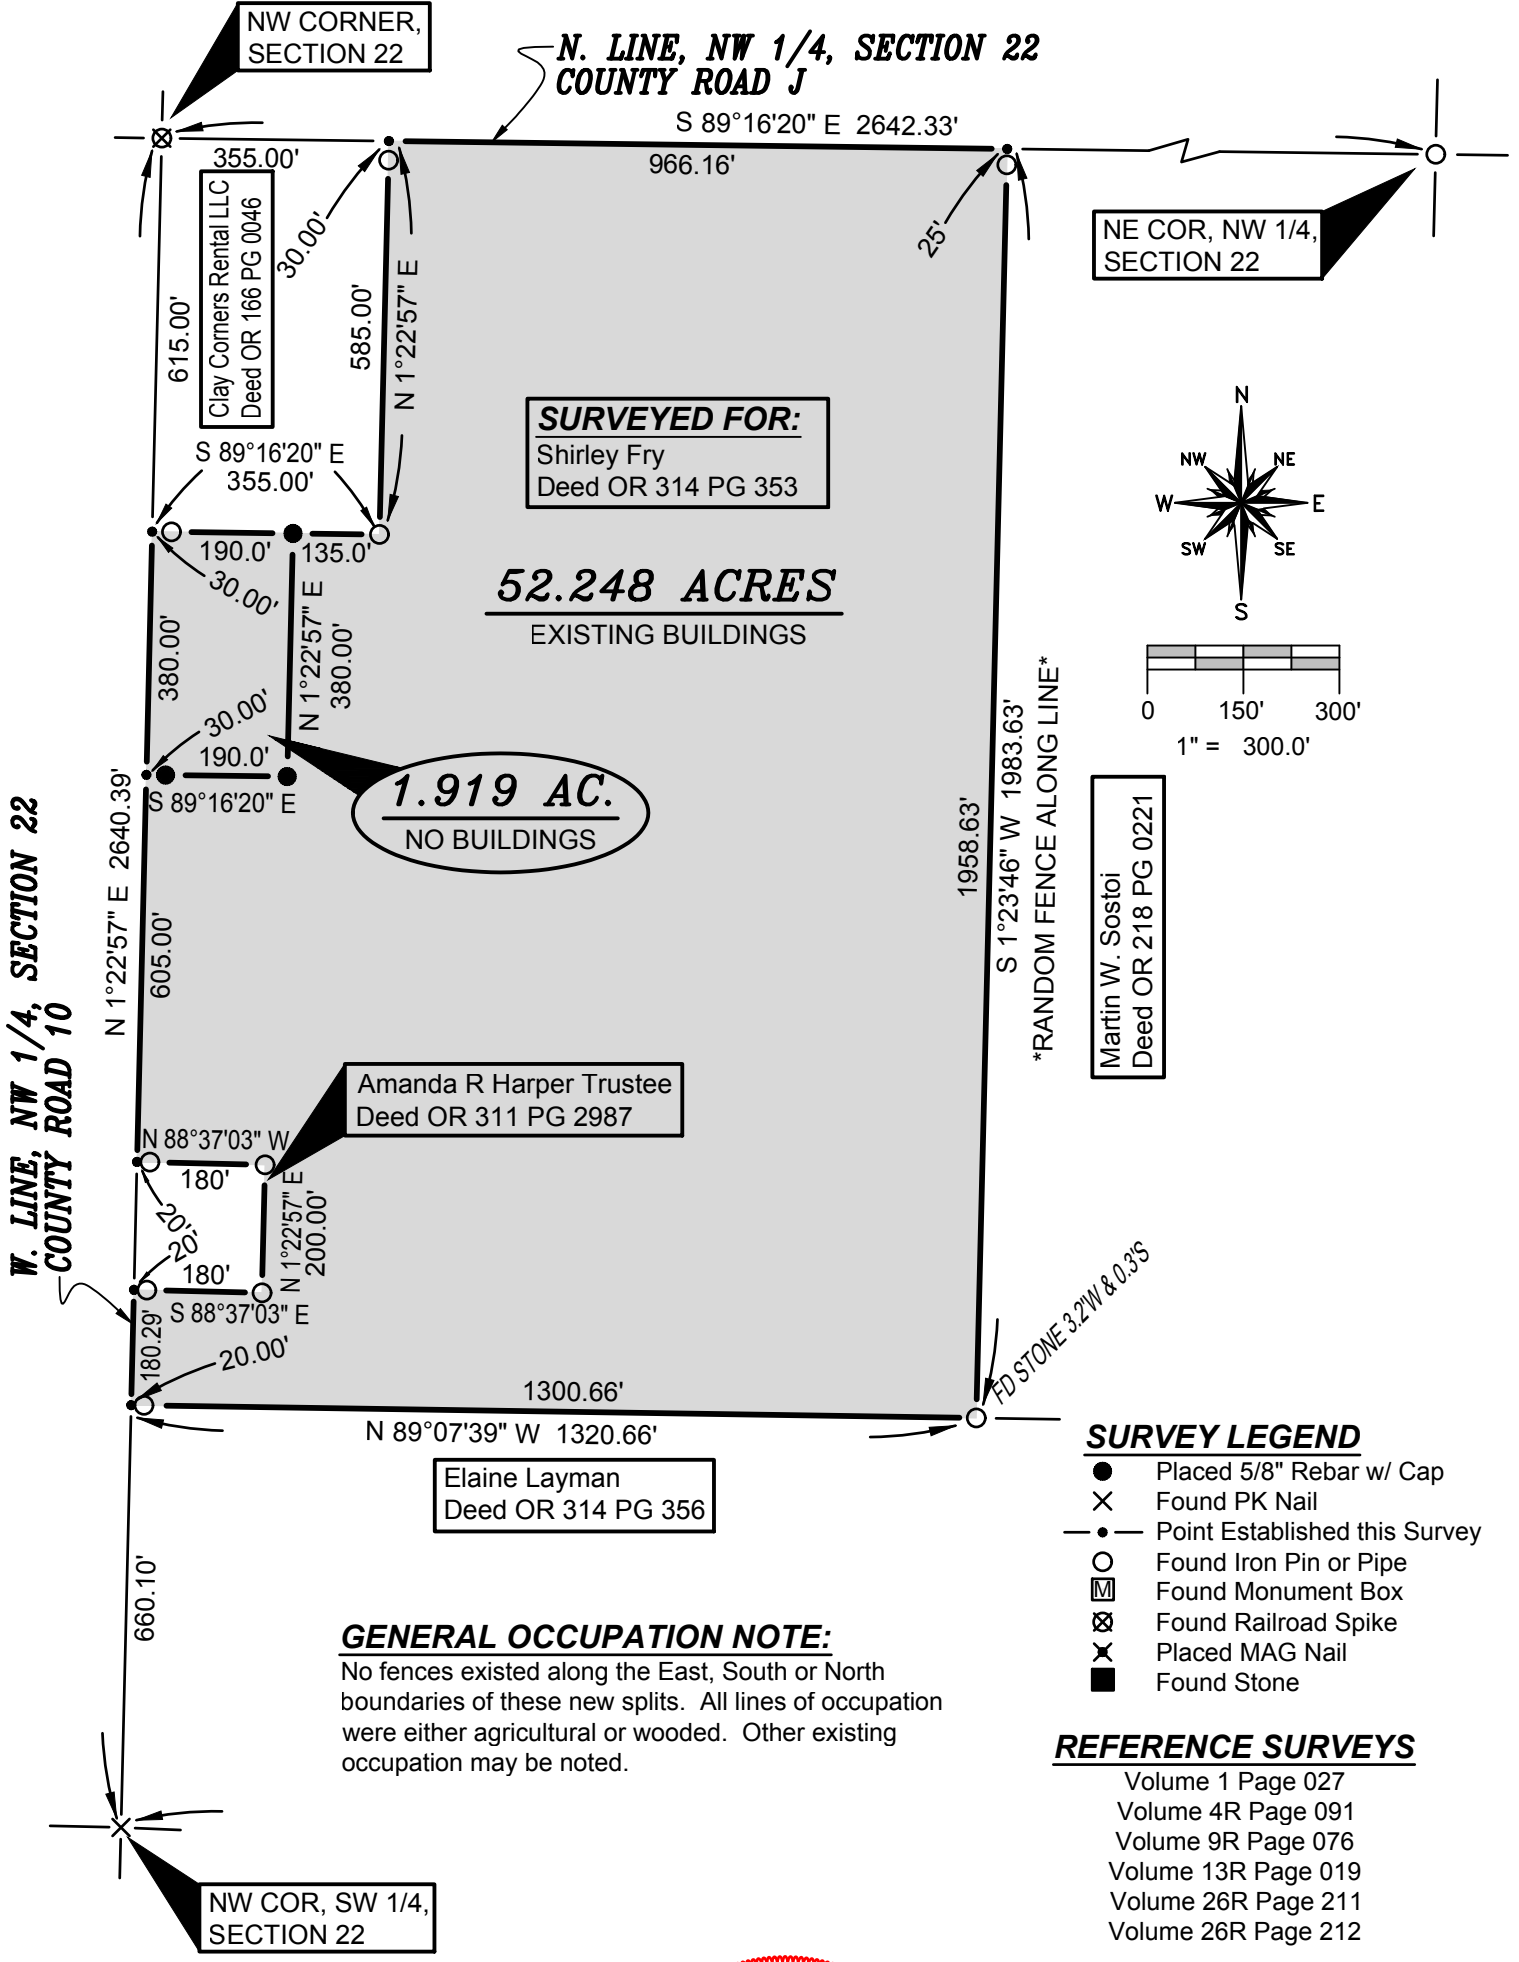 NW CORNER,
SECTION 22
N. LINE, NW 1/4, SECTION 22
COUNTY ROAD J
S 89°16'20" E 2642.33'
355.00'
966.16'
Clay Corners Rental LLC
Deed OR 166 PG 0046
30.00'
25'
NE COR, NW 1/4,
SECTION 22
615.00'
585.00'
N 1°22'57" E
SURVEYED FOR:
Shirley Fry
Deed OR 314 PG 353
S 89°16'20" E
355.00'
N
NW
NE
W
E
SW
SE
S
190.0'
135.0'
30.00'
52.248 ACRES
EXISTING BUILDINGS
380.00'
N 1°22'57" E
380.00'
0
150'
300'
1" = 300.0'
30.00'
190.0'
S 89°16'20" E
1.919 AC.
NO BUILDINGS
1958.63'
S 1°23'46" W 1983.63'
*RANDOM FENCE ALONG LINE*
Martin W. Sostoi
Deed OR 218 PG 0221
W. LINE, NW 1/4, SECTION 22
COUNTY ROAD 10
N 1°22'57" E 2640.39'
605.00'
Amanda R Harper Trustee
Deed OR 311 PG 2987
N 88°37'03" W
180'
20'
20'
N 1°22'57" E
200.00'
180'
S 88°37'03" E
180.29'
20.00'
FD STONE 3.2'W & 0.3'S
1300.66'
N 89°07'39" W 1320.66'
Elaine Layman
Deed OR 314 PG 356
SURVEY LEGEND
Placed 5/8" Rebar w/ Cap
Found PK Nail
Point Established this Survey
Found Iron Pin or Pipe
M Found Monument Box
Found Railroad Spike
Placed MAG Nail
Found Stone
660.10'
GENERAL OCCUPATION NOTE:
No fences existed along the East, South or North
boundaries of these new splits. All lines of occupation
were either agricultural or wooded. Other existing
occupation may be noted.
REFERENCE SURVEYS
Volume 1 Page 027
Volume 4R Page 091
Volume 9R Page 076
Volume 13R Page 019
Volume 26R Page 211
Volume 26R Page 212
NW COR, SW 1/4,
SECTION 22